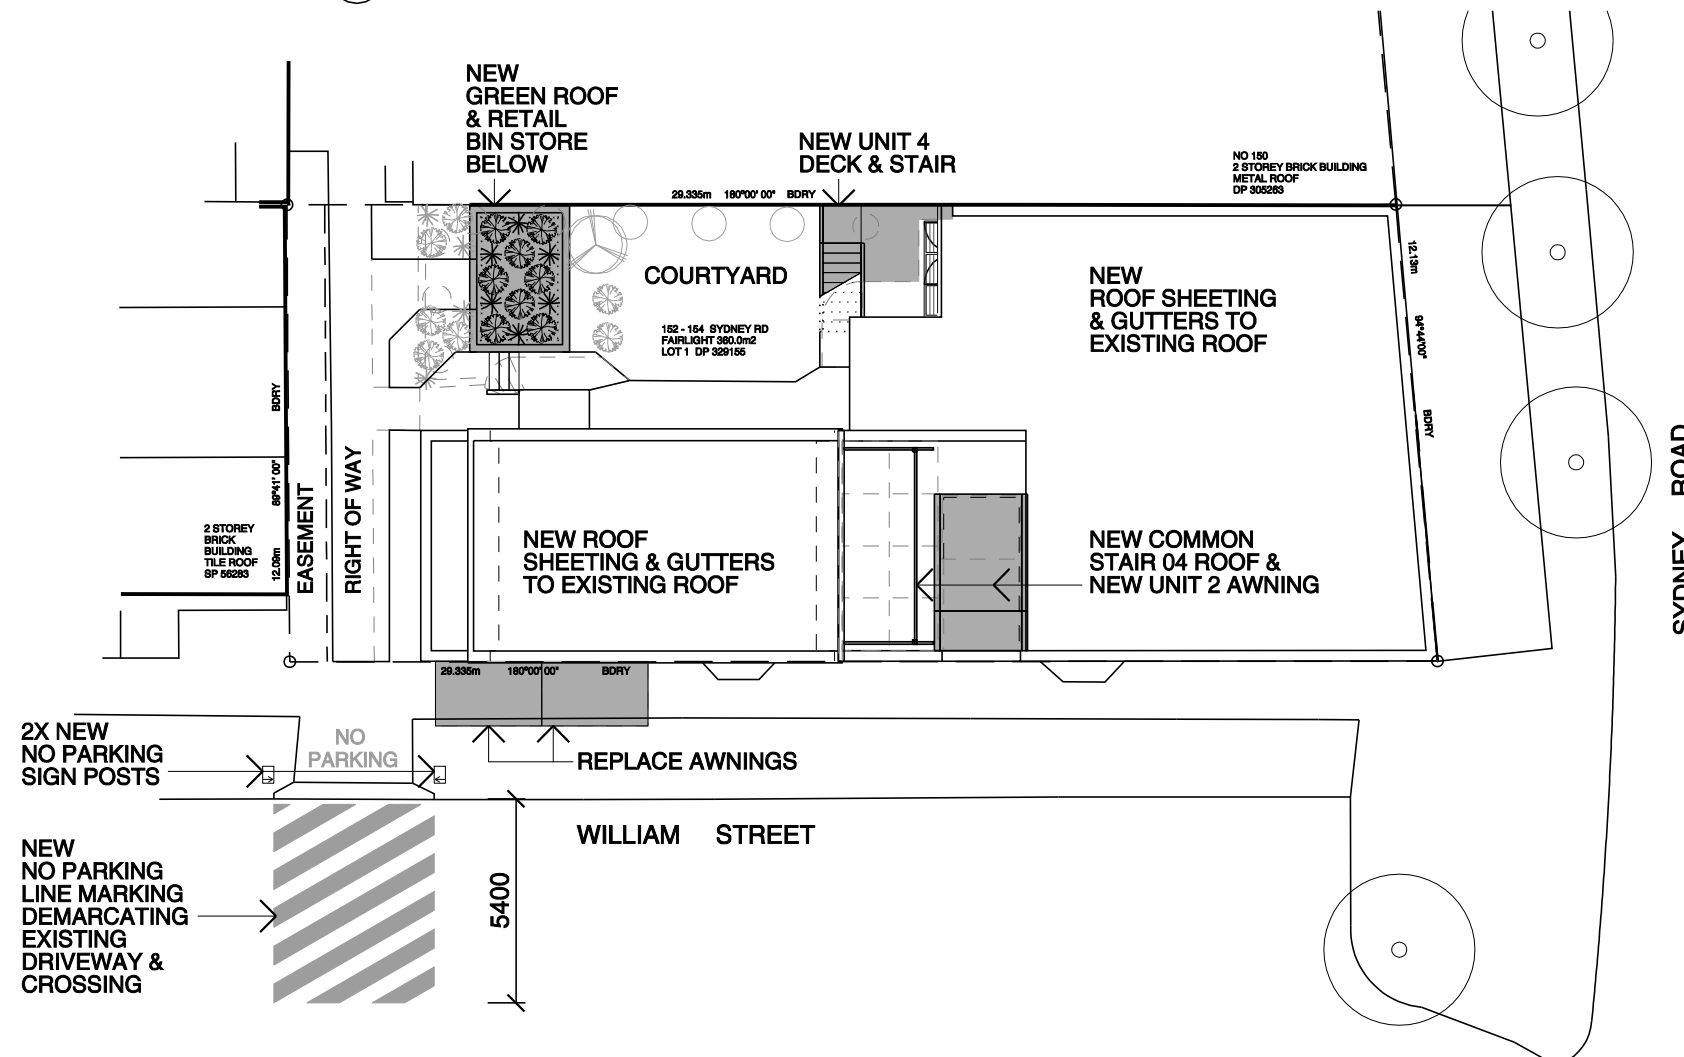 NEW
GREEN ROOF
& RETAIL
BIN STORE
BELOW
NEW UNIT 4
DECK & STAIR
29.335m 180°00' 00" BDRY
NO 150
2 STOREY BRICK BUILDING
METAL ROOF
DP 305263
COURTYARD
152 - 154 SYDNEY RD
FAIRLIGHT 360.0m2
LOT 1 DP 329155
NEW
ROOF SHEETING
& GUTTERS TO
EXISTING ROOF
12.13m
94°44'00"
BDRY
SYDNEY ROAD
BDRY
89°41' 00"
12.09m
2 STOREY
BRICK
BUILDING
TILE ROOF
SP 56283
EASEMENT
RIGHT OF WAY
NEW ROOF
SHEETING & GUTTERS
TO EXISTING ROOF
NEW COMMON
STAIR 04 ROOF &
NEW UNIT 2 AWNING
29.335m 180°00' 00" BDRY
2X NEW
NO PARKING
SIGN POSTS
NO
PARKING
REPLACE AWNINGS
WILLIAM STREET
NEW
NO PARKING
LINE MARKING
DEMARCATING
EXISTING
DRIVEWAY &
CROSSING
5400